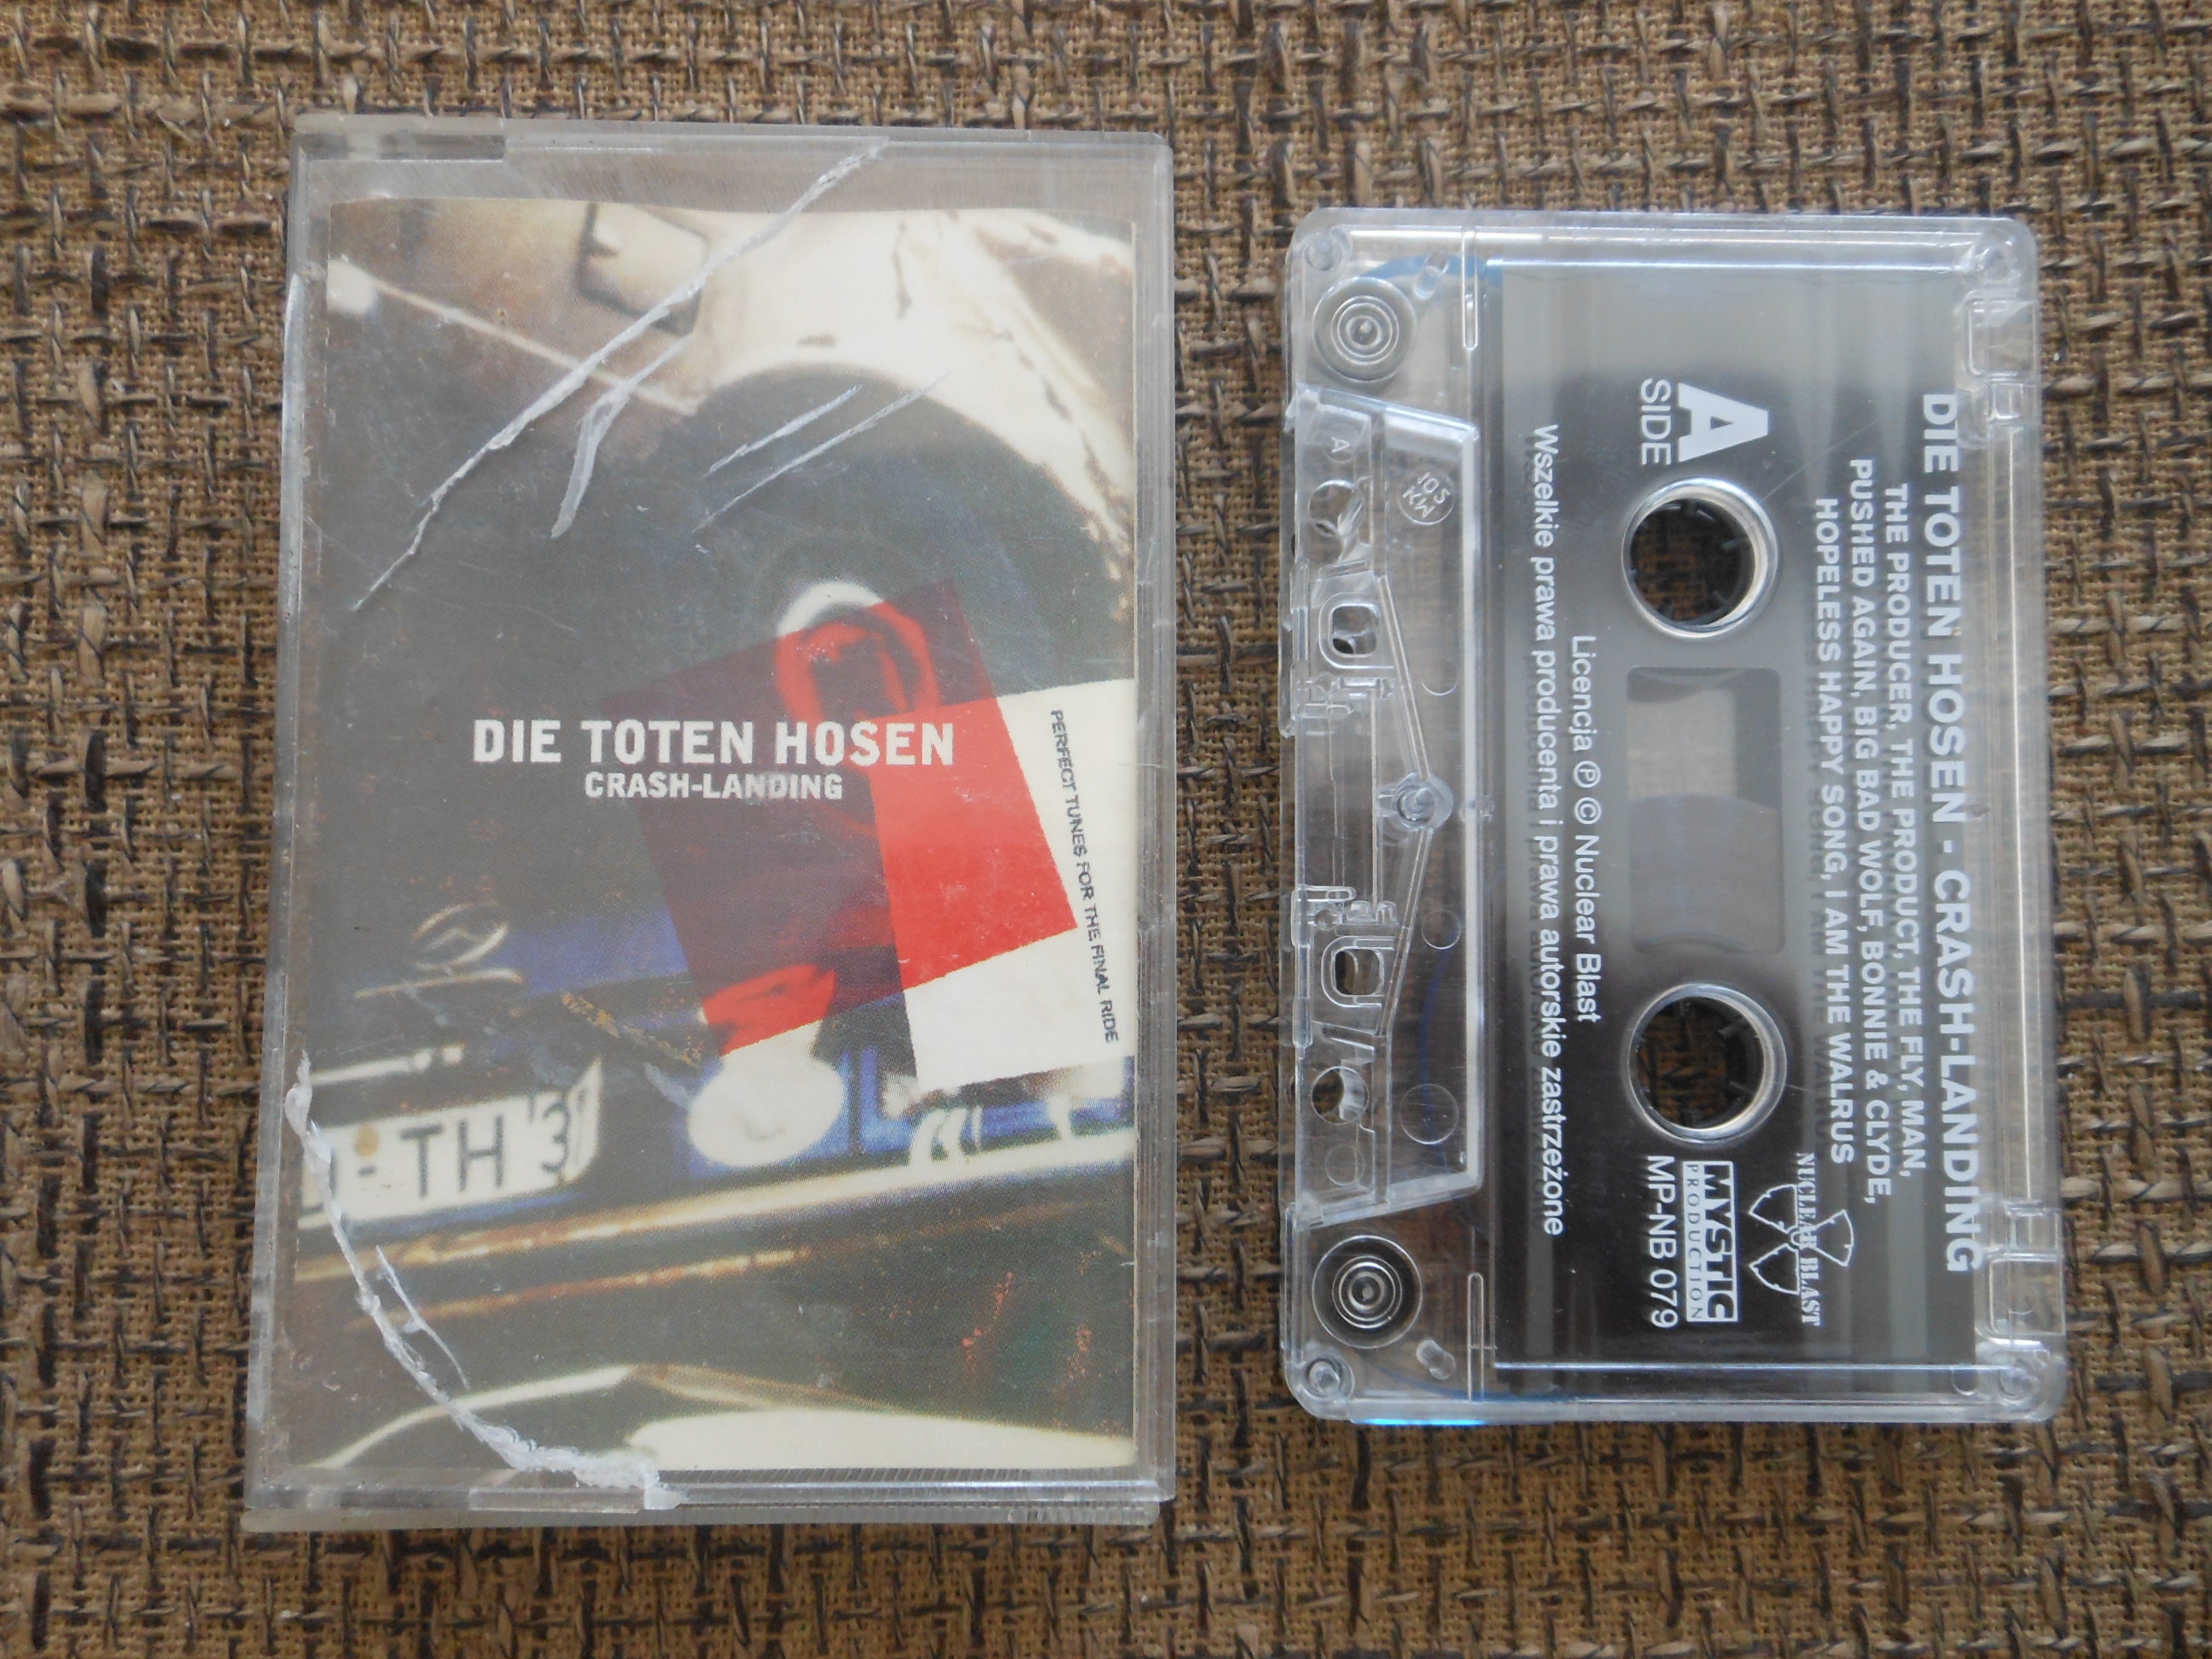 DIE TOTEN HOSEN
CRASH-LANDING
PERFECT TUNES FOR THE FINAL RIDE
-TH 3
DIE TOTEN HOSEN - CRASH-LANDING
THE PRODUCER, THE PRODUCT, THE FLY, MAN,
PUSHED AGAIN, BIG BAD WOLF, BONNIE & CLYDE,
HOPELESS HAPPY SONG, I AM THE WALRUS
A
SIDE
NUCLEAR BLAST
MYSTIC
PRODUCTION
MP-NB 079
Licencja ℗ © Nuclear Blast
Wszelkie prawa producenta i prawa autorskie zastrzeżone
A
105
KM